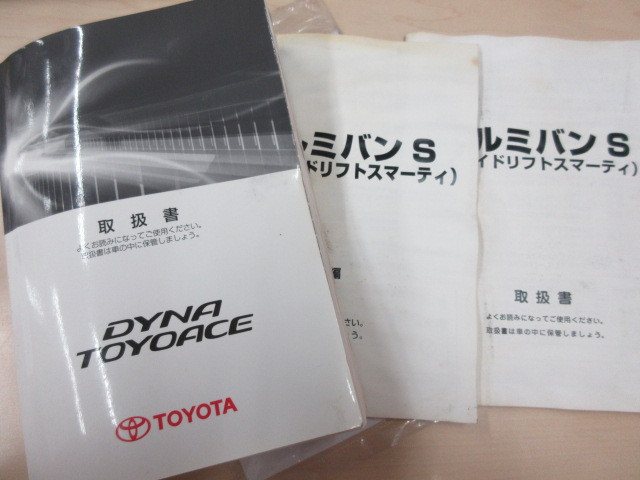 取扱書
よくお読みになってご使用ください。
取扱書は車の中に保管しましょう。
DYNA
TOYOACE
TOYOTA
ルミバン S
イドリフトスマーティ)
書
さい。
う。
ルミバン S
イドリフトスマーティ)
取扱書
よくお読みになってご使用ください。
取扱書は車の中に保管しましょう。